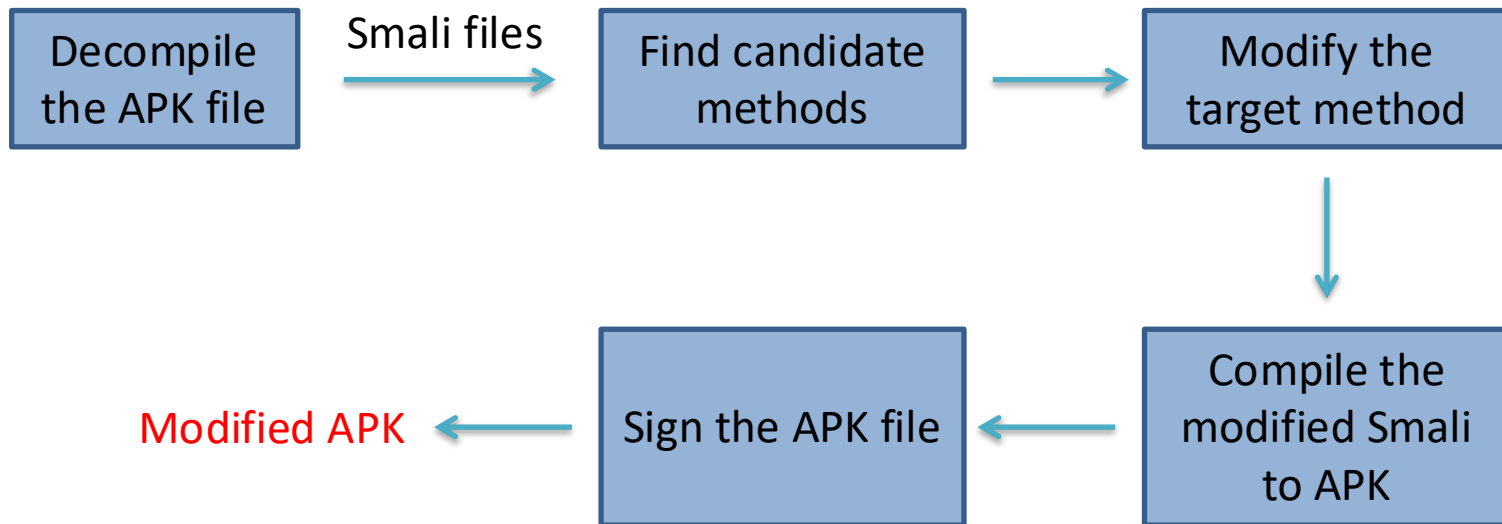 Decompile
the APK file
Smali files
Find candidate
methods
Modify the
target method
Compile the
modified Smali
to APK
Sign the APK file
Modified APK